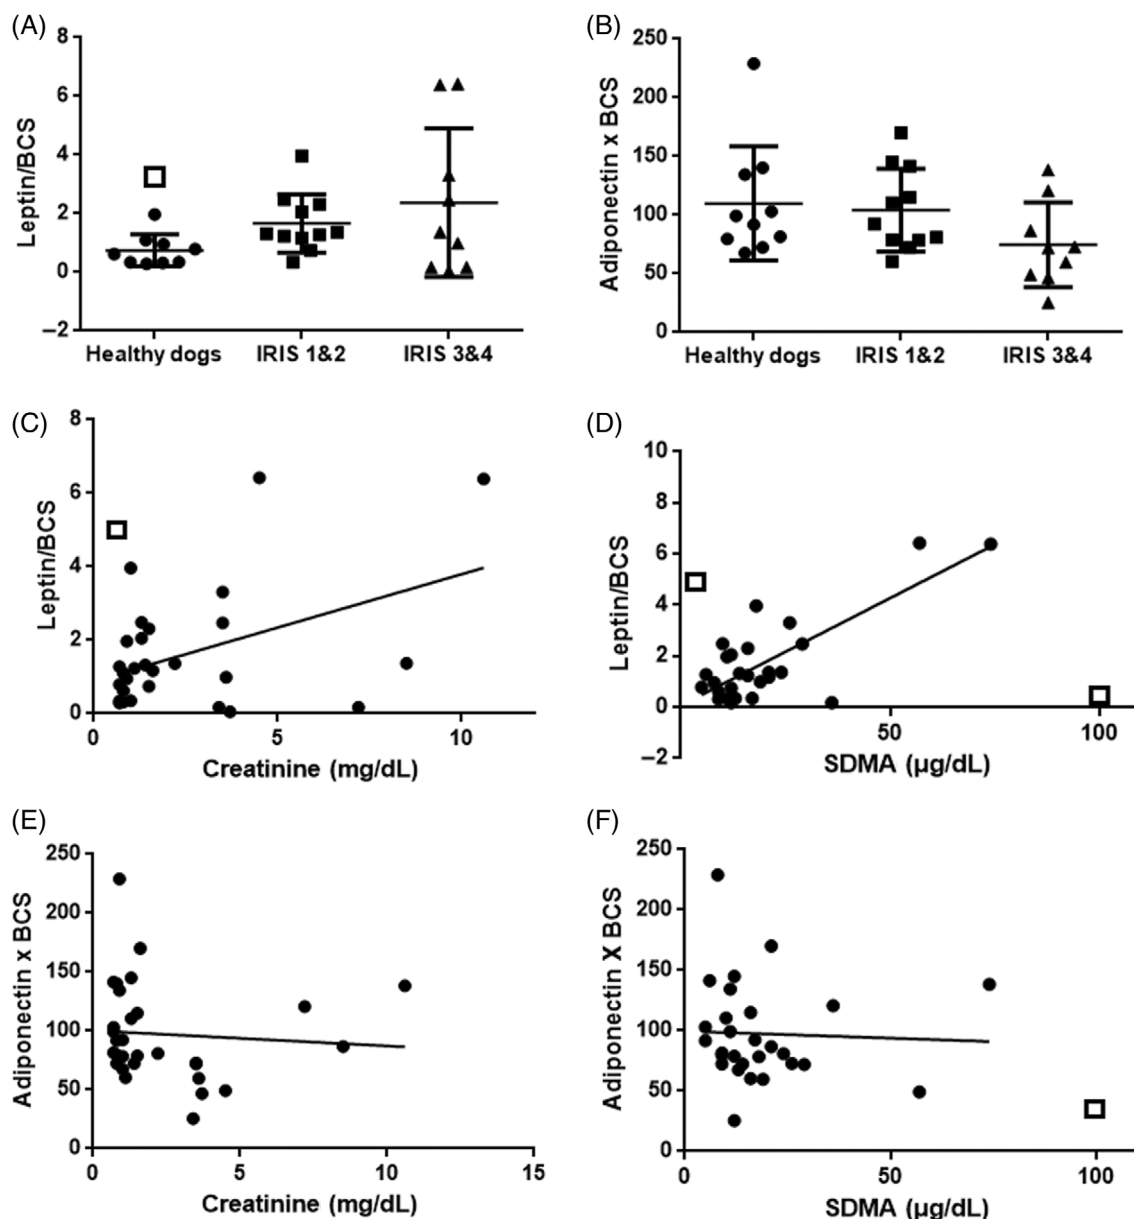 (A)
8
6
4
2
0
–2
Leptin/BCS
Healthy dogs
IRIS 1&2
IRIS 3&4
(B)
250
200
150
100
50
0
Adiponectin x BCS
Healthy dogs
IRIS 1&2
IRIS 3&4
(C)
8
6
4
2
0
Leptin/BCS
0
5
10
Creatinine (mg/dL)
(D)
10
8
6
4
2
0
–2
Leptin/BCS
50
100
SDMA (µg/dL)
(E)
250
200
150
100
50
0
Adiponectin x BCS
0
5
10
15
Creatinine (mg/dL)
(F)
250
200
150
100
50
0
Adiponectin X BCS
0
50
100
SDMA (µg/dL)